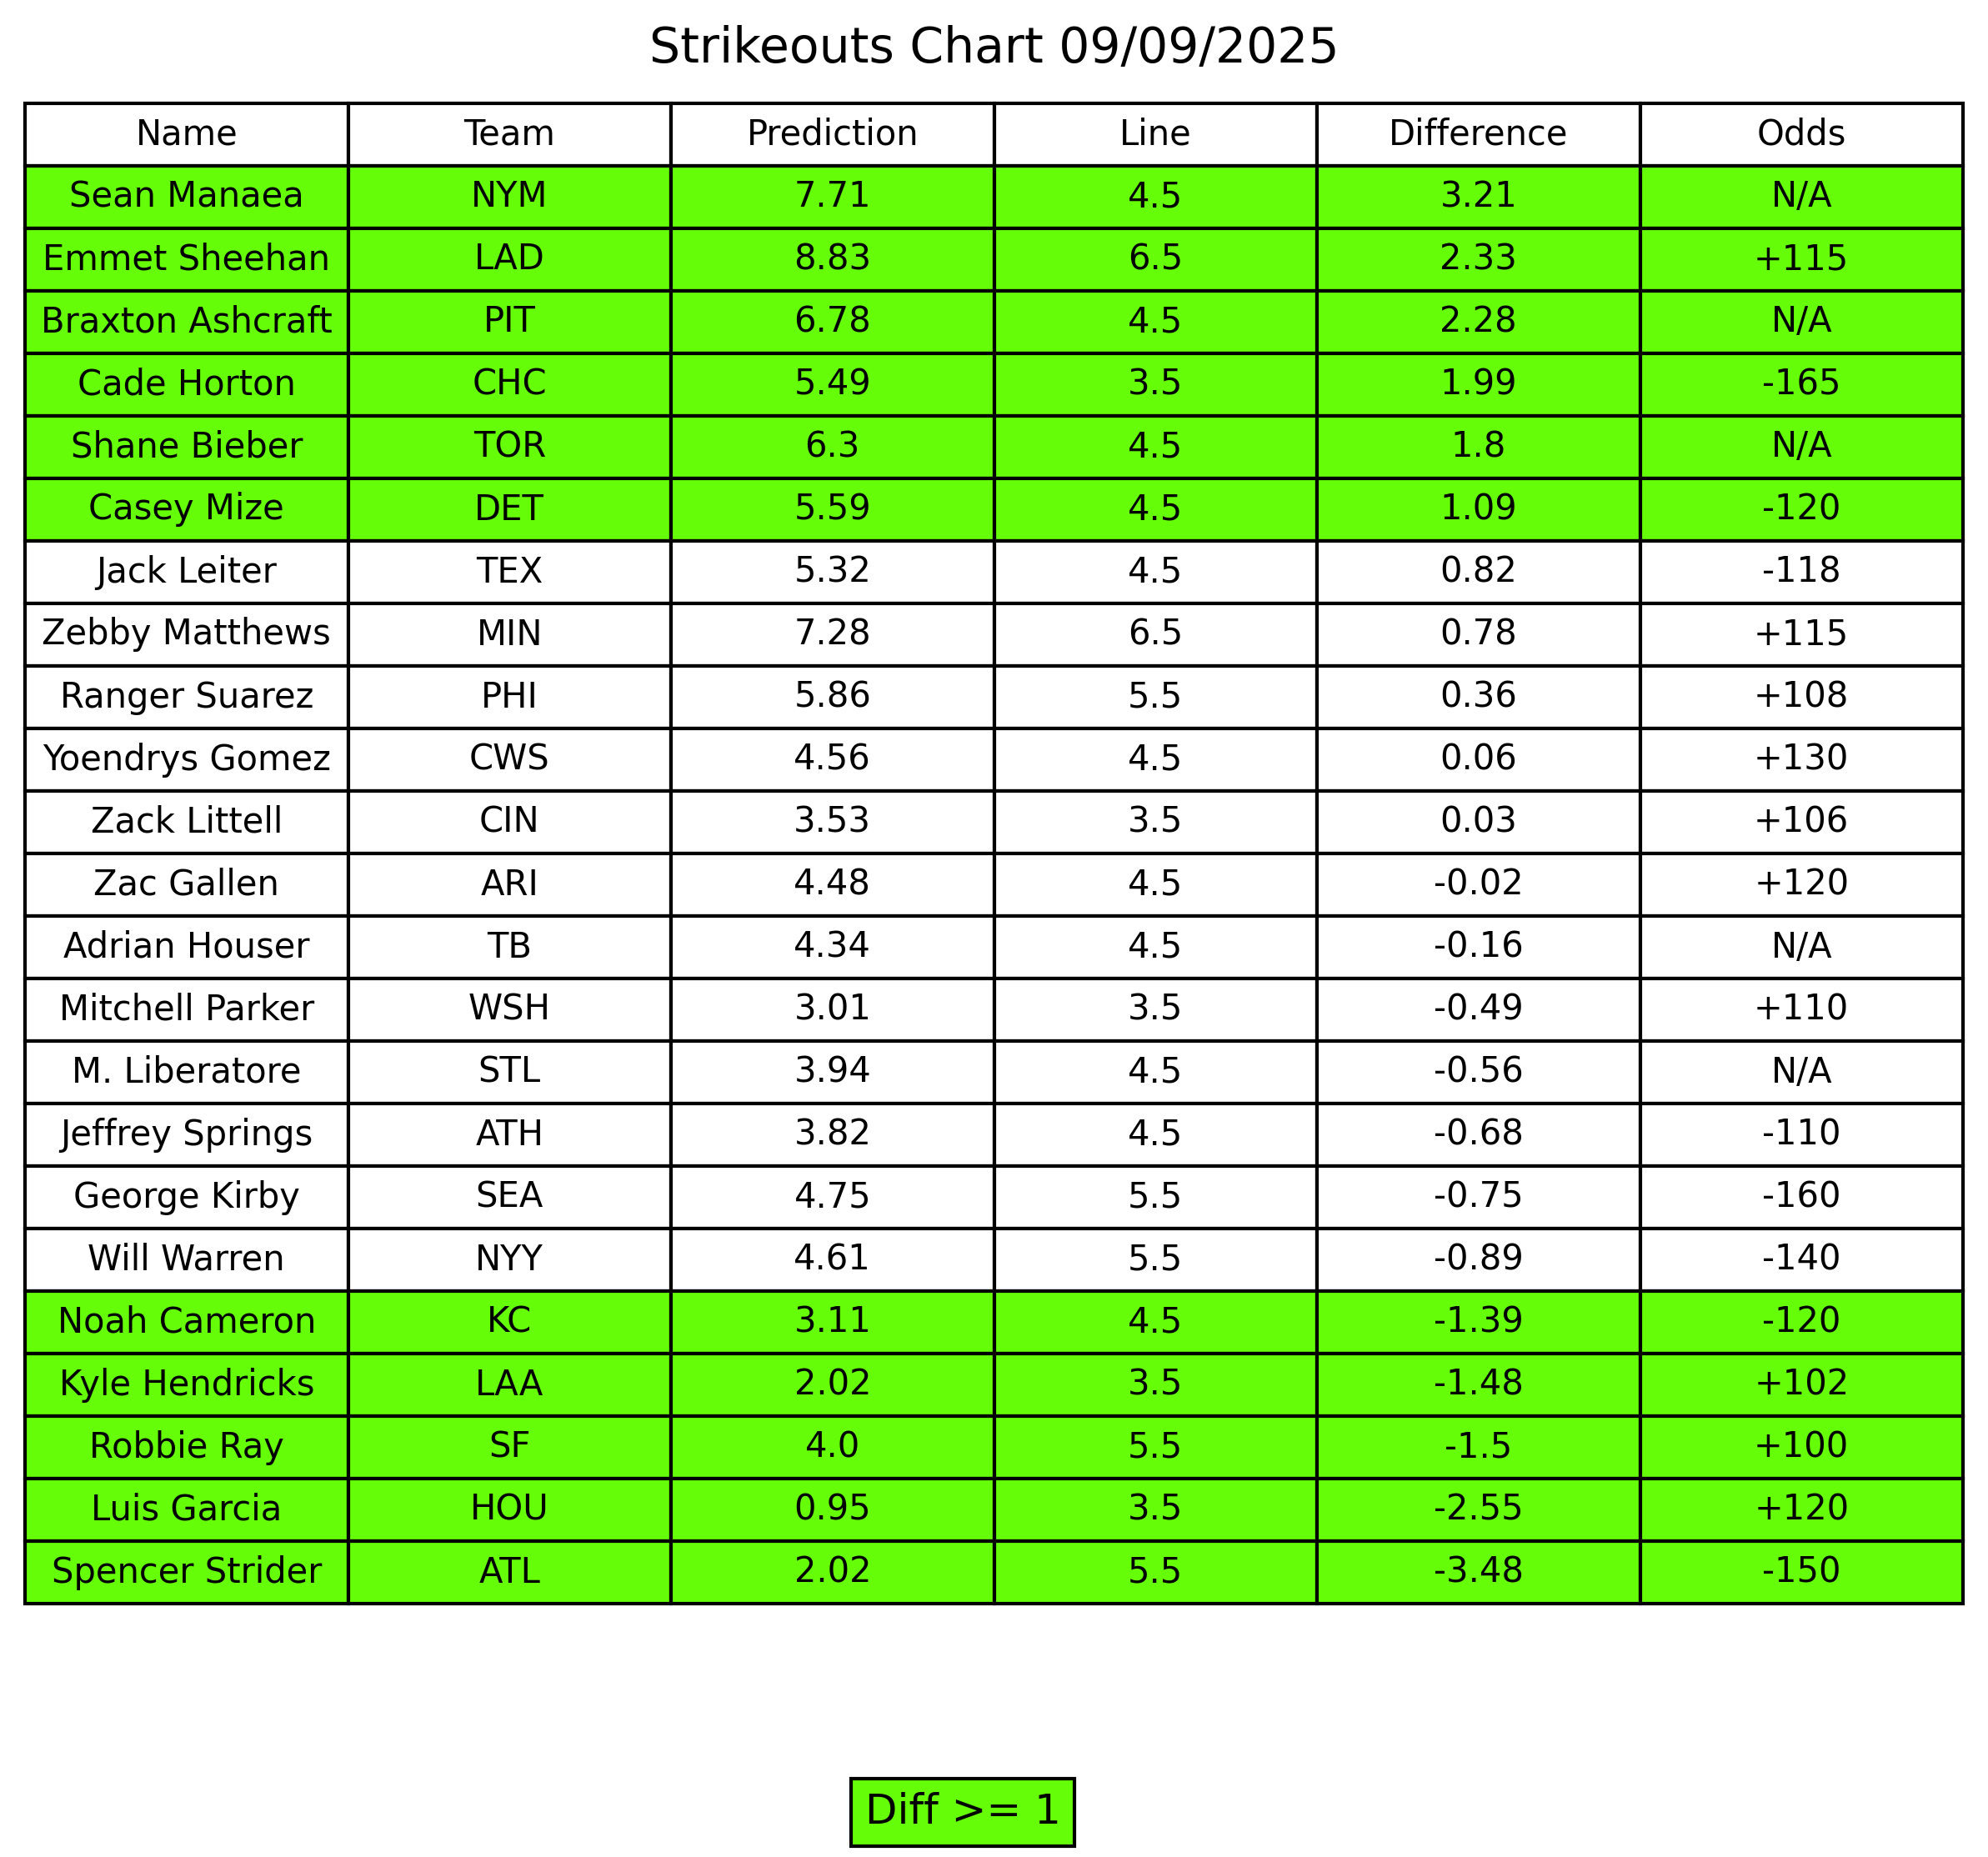 Strikeouts Chart 09/09/2025
Name Team Prediction Line Difference Odds
Sean Manaea NYM 7.71 4.5 3.21 N/A
Emmet Sheehan LAD 8.83 6.5 2.33 +115
Braxton Ashcraft PIT 6.78 4.5 2.28 N/A
Cade Horton CHC 5.49 3.5 1.99 -165
Shane Bieber TOR 6.3 4.5 1.8 N/A
Casey Mize DET 5.59 4.5 1.09 -120
Jack Leiter TEX 5.32 4.5 0.82 -118
Zebby Matthews MIN 7.28 6.5 0.78 +115
Ranger Suarez PHI 5.86 5.5 0.36 +108
Yoendrys Gomez CWS 4.56 4.5 0.06 +130
Zack Littell CIN 3.53 3.5 0.03 +106
Zac Gallen ARI 4.48 4.5 -0.02 +120
Adrian Houser TB 4.34 4.5 -0.16 N/A
Mitchell Parker WSH 3.01 3.5 -0.49 +110
M. Liberatore STL 3.94 4.5 -0.56 N/A
Jeffrey Springs ATH 3.82 4.5 -0.68 -110
George Kirby SEA 4.75 5.5 -0.75 -160
Will Warren NYY 4.61 5.5 -0.89 -140
Noah Cameron KC 3.11 4.5 -1.39 -120
Kyle Hendricks LAA 2.02 3.5 -1.48 +102
Robbie Ray SF 4.0 5.5 -1.5 +100
Luis Garcia HOU 0.95 3.5 -2.55 +120
Spencer Strider ATL 2.02 5.5 -3.48 -150
Diff >= 1